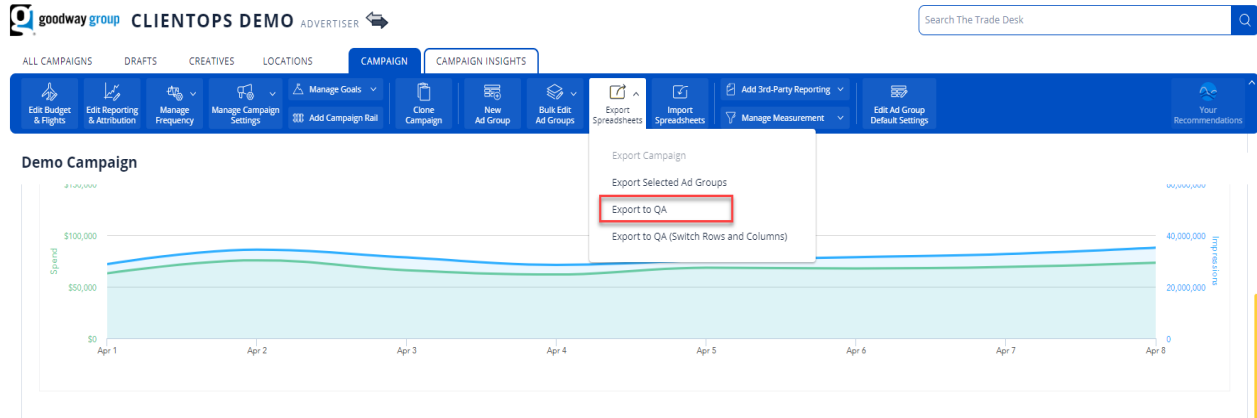 goodway group CLIENTOPS DEMO ADVERTISER
Search The Trade Desk
ALL CAMPAIGNS DRAFTS CREATIVES LOCATIONS CAMPAIGN CAMPAIGN INSIGHTS
Edit Budget
& Flights
Edit Reporting
& Attribution
Manage
Frequency
Manage Campaign
Settings
Manage Goals
Add Campaign Rail
Clone
Campaign
New
Ad Group
Bulk Edit
Ad Groups
Export
Spreadsheets
Import
Spreadsheets
Add 3rd-Party Reporting
Manage Measurement
Edit Ad Group
Default Settings
Your
Recommendations
Export Campaign
Export Selected Ad Groups
Export to QA
Export to QA (Switch Rows and Columns)
Demo Campaign
$150,000
$100,000
$50,000
$0
Spend
60,000,000
40,000,000
20,000,000
0
Impressions
Apr 1 Apr 2 Apr 3 Apr 4 Apr 5 Apr 6 Apr 7 Apr 8